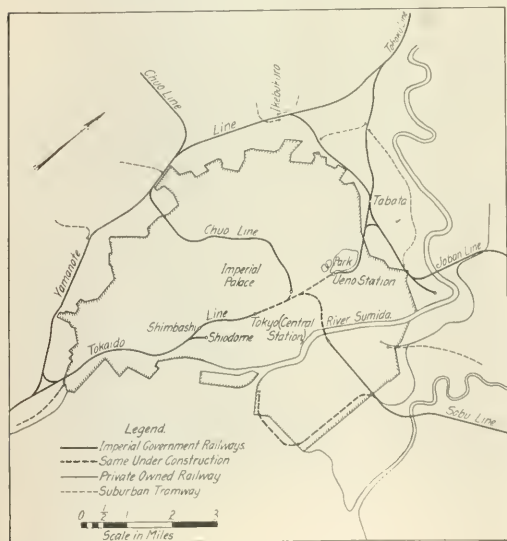 Tohoku Line
Chuo Line
Ikebukuro
Line
Tabata
Chuo Line
Park
Joban Line
Imperial
Palace
Ueno Station
Yamanote
Line
Shimbashi
Tokyo (Central
Station)
River Sumida
Shiodome
Tokaido
Sobu Line
Legend.
Imperial Government Railways
Same Under Construction
Private Owned Railway
Suburban Tramway
0 1/2 1 2 3
Scale in Miles